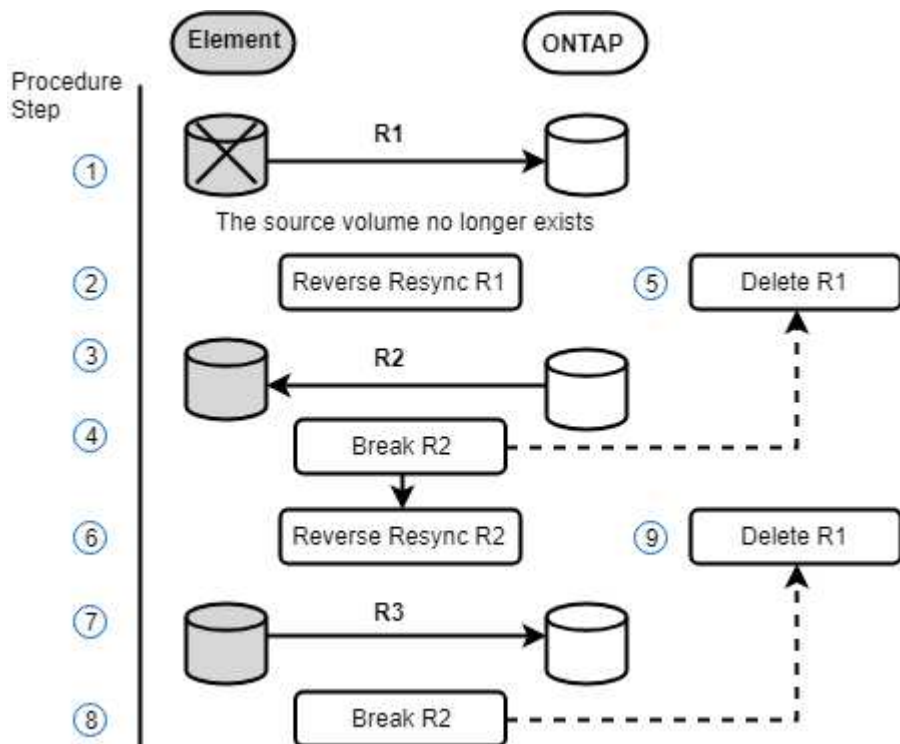 Element
ONTAP
Procedure
Step
R1
1
The source volume no longer exists
2
Reverse Resync R1
5
Delete R1
3
R2
4
Break R2
6
Reverse Resync R2
9
Delete R1
7
R3
8
Break R2